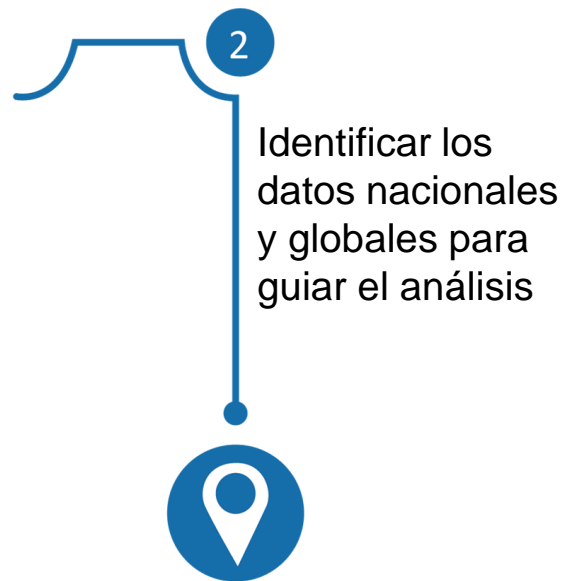 2
Identificar los
datos nacionales
y globales para
guiar el análisis